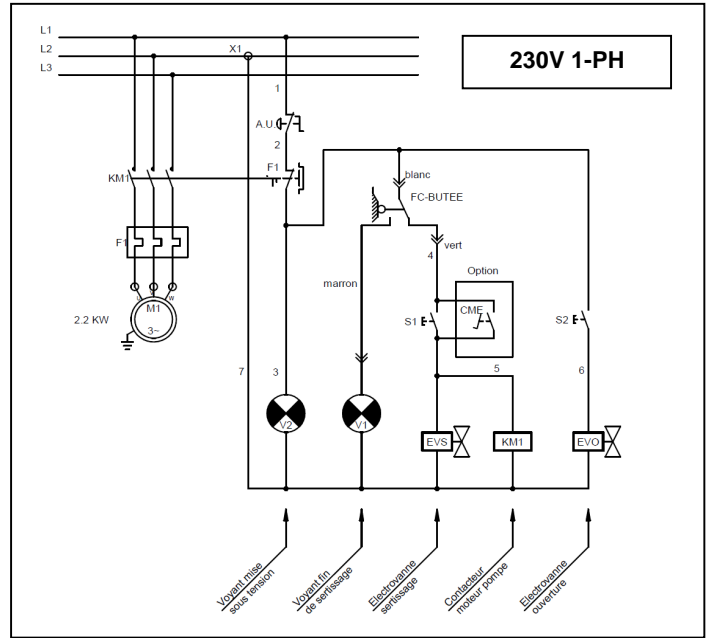 L1
L2
L3
X1
230V 1-PH
1
A.U.
2
F1
KM1
blanc
FC-BUTEE
vert
4
Option
CME
S1
S2
marron
F1
U
V
W
M1
3~
2.2 KW
7
3
5
6
V2
V1
EVS
KM1
EVO
Voyant mise
sous tension
Voyant fin
de sertissage
Electrovanne
sertissage
Contacteur
moteur pompe
Electrovanne
ouverture